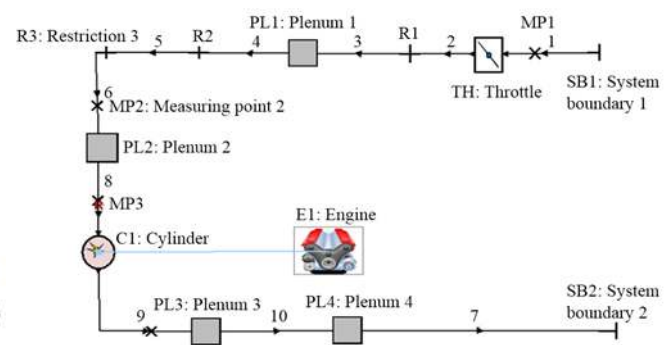 PL1: Plenum 1
MP1
R3: Restriction 3
R2
R1
5
4
3
2
1
TH: Throttle
SB1: System
boundary 1
6
MP2: Measuring point 2
PL2: Plenum 2
8
MP3
E1: Engine
C1: Cylinder
SB2: System
boundary 2
9
PL3: Plenum 3
10
PL4: Plenum 4
7